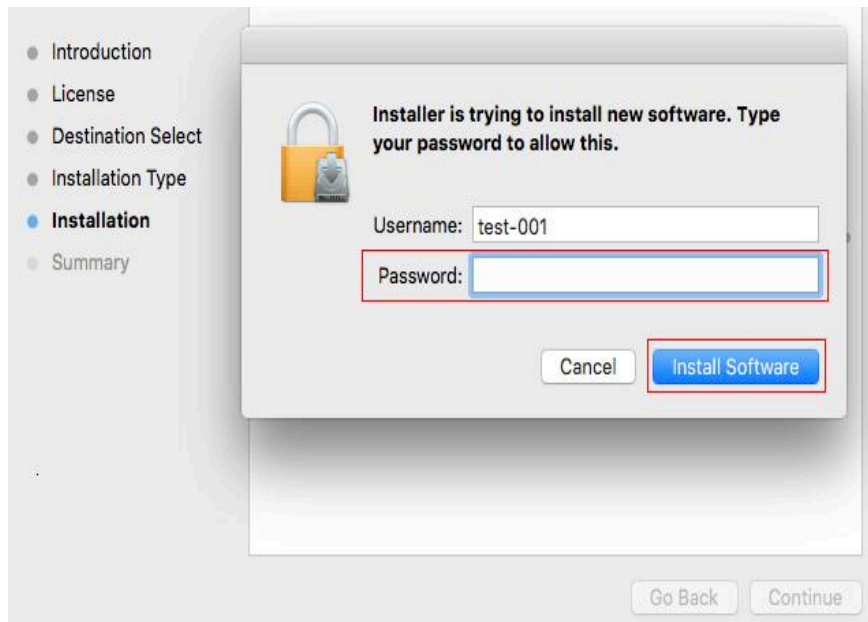 Introduction
License
Destination Select
Installation Type
Installation
Summary
Installer is trying to install new software. Type
your password to allow this.
Username: test-001
Password:
Cancel Install Software
Go Back Continue